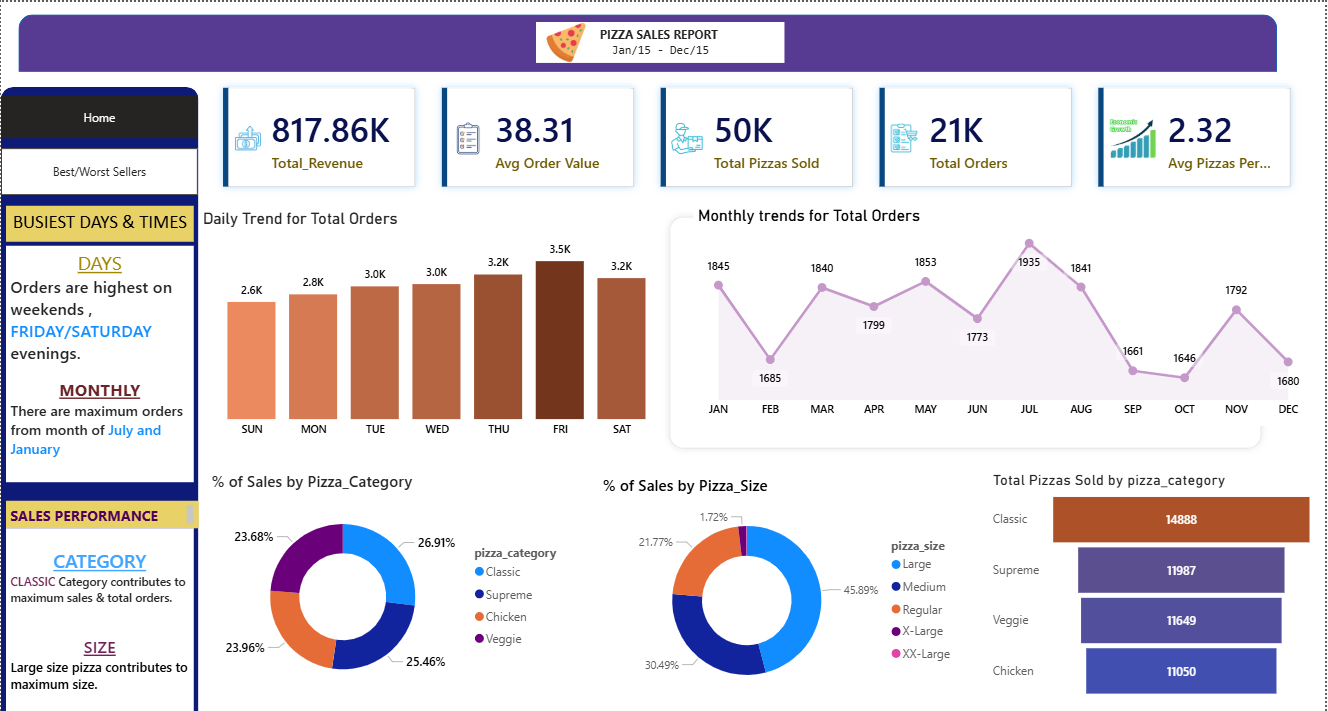 PIZZA SALES REPORT
Jan/15 - Dec/15
Home
Best/Worst Sellers
BUSIEST DAYS & TIMES
DAYS
Orders are highest on
weekends ,
FRIDAY/SATURDAY
evenings.
MONTHLY
There are maximum orders
from month of July and
January
SALES PERFORMANCE
CATEGORY
CLASSIC Category contributes to
maximum sales & total orders.
SIZE
Large size pizza contributes to
maximum size.
817.86K
Total_Revenue
38.31
Avg Order Value
50K
Total Pizzas Sold
21K
Total Orders
Economic
Growth
2.32
Avg Pizzas Per...
Daily Trend for Total Orders
2.6K
2.8K
3.0K
3.0K
3.2K
3.5K
3.2K
SUN
MON
TUE
WED
THU
FRI
SAT
Monthly trends for Total Orders
1845
1685
1840
1799
1853
1773
1935
1841
1661
1646
1792
1680
JAN
FEB
MAR
APR
MAY
JUN
JUL
AUG
SEP
OCT
NOV
DEC
% of Sales by Pizza_Category
23.68%
26.91%
23.96%
25.46%
pizza_category
Classic
Supreme
Chicken
Veggie
% of Sales by Pizza_Size
1.72%
21.77%
45.89%
30.49%
pizza_size
Large
Medium
Regular
X-Large
XX-Large
Total Pizzas Sold by pizza_category
Classic
14888
Supreme
11987
Veggie
11649
Chicken
11050